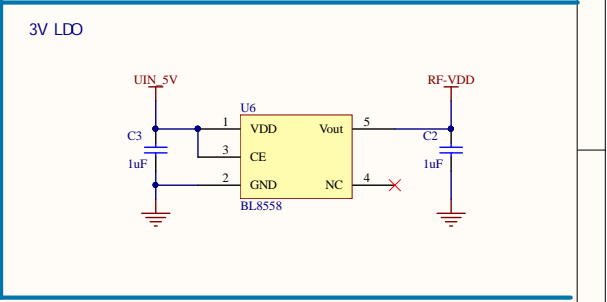 3V LDO
UIN_5V
RF-VDD
U6
1 VDD Vout 5
C3
C2
3 CE
1uF
1uF
2 GND NC 4
BL8558